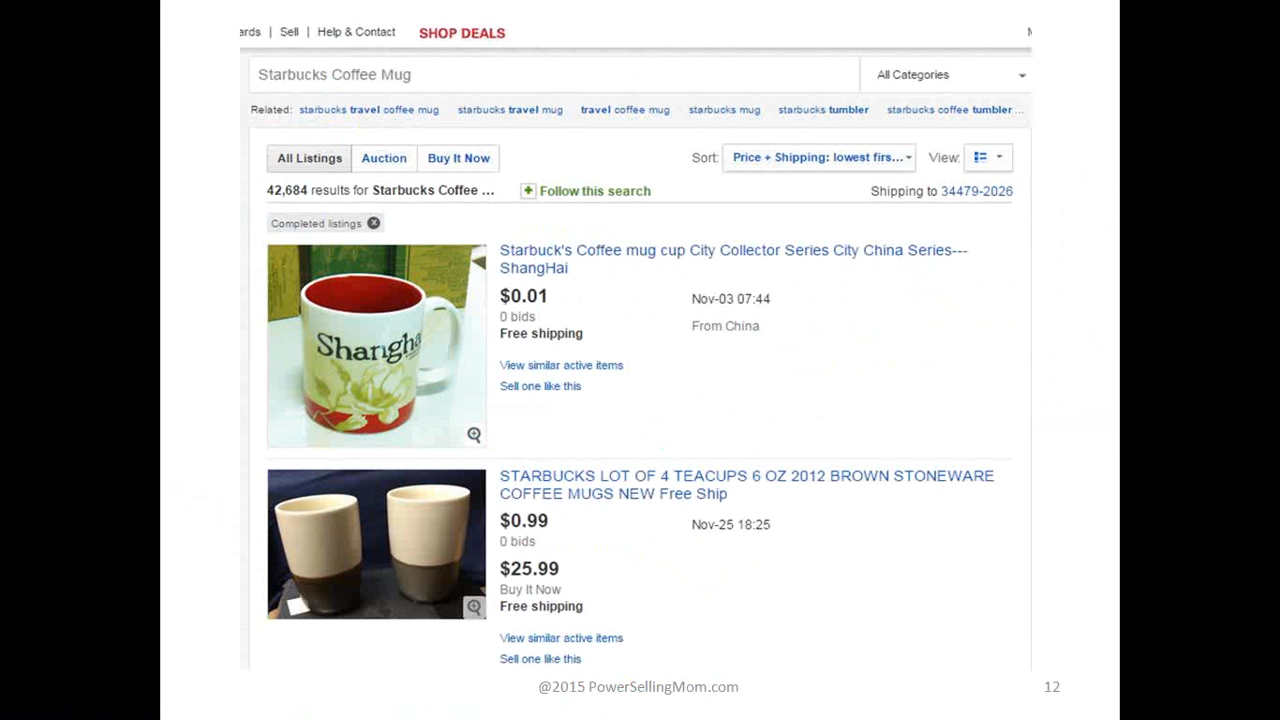 ards | Sell | Help & Contact SHOP DEALS
Starbucks Coffee Mug All Categories
Related: starbucks travel coffee mug starbucks travel mug travel coffee mug starbucks mug starbucks tumbler starbucks coffee tumbler ...
All Listings Auction Buy It Now Sort: Price + Shipping: lowest firs... View:
42,684 results for Starbucks Coffee ... Follow this search Shipping to 34479-2026
Completed listings
Starbuck's Coffee mug cup City Collector Series City China Series---
ShangHai
$0.01 Nov-03 07:44
0 bids
From China
Free shipping
View similar active items
Sell one like this
Shangha
STARBUCKS LOT OF 4 TEACUPS 6 OZ 2012 BROWN STONEWARE
COFFEE MUGS NEW Free Ship
$0.99 Nov-25 18:25
0 bids
$25.99
Buy It Now
Free shipping
View similar active items
Sell one like this
@2015 PowerSellingMom.com 12